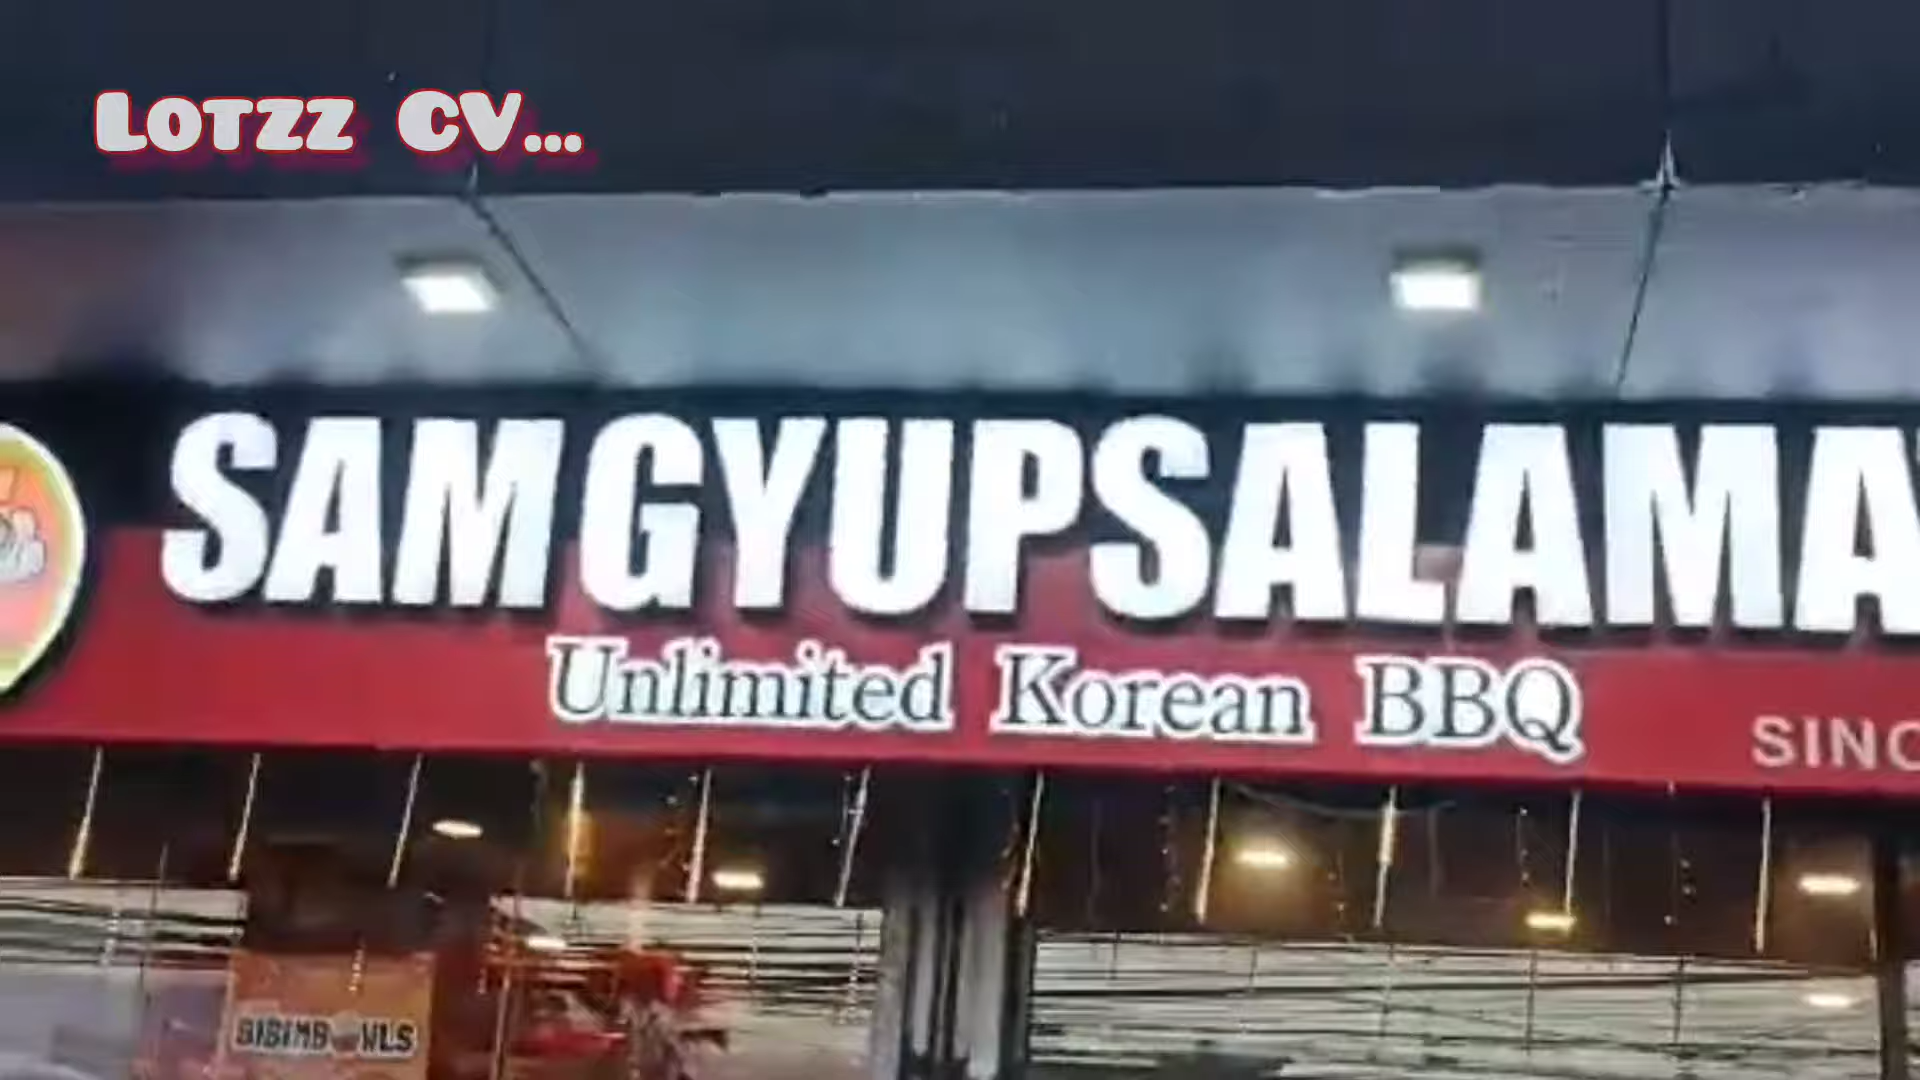 Lotzz CV...
SAMGYUPSALAMA
Unlimited Korean BBQ
SINC
BIBIMBOWLS